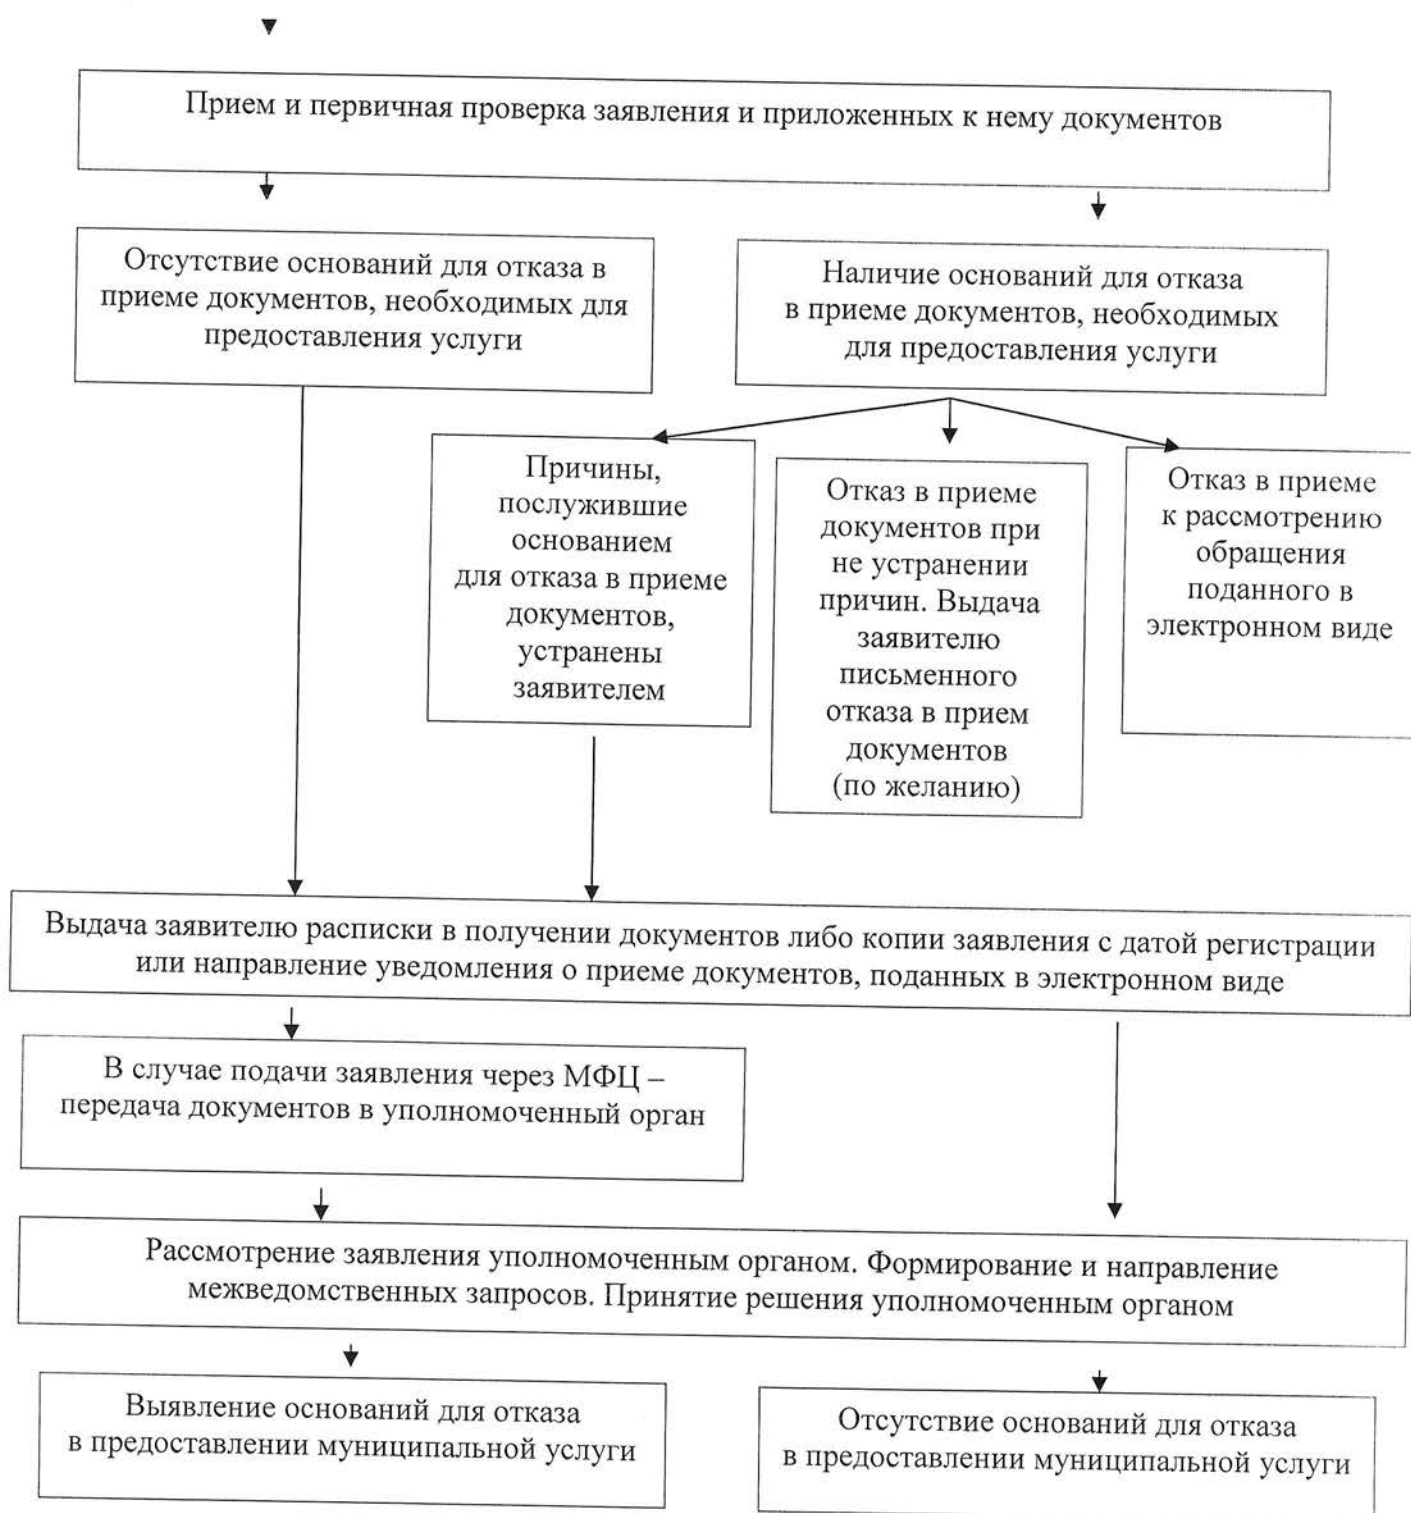 Прием и первичная проверка заявления и приложенных к нему документов
Отсутствие оснований для отказа в
приеме документов, необходимых для
предоставления услуги
Наличие оснований для отказа
в приеме документов, необходимых
для предоставления услуги
Причины,
послужившие
основанием
для отказа в приеме
документов,
устранены
заявителем
Отказ в приеме
документов при
не устранении
причин. Выдача
заявителю
письменного
отказа в прием
документов
(по желанию)
Отказ в приеме
к рассмотрению
обращения
поданного в
электронном виде
Выдача заявителю расписки в получении документов либо копии заявления с датой регистрации
или направление уведомления о приеме документов, поданных в электронном виде
В случае подачи заявления через МФЦ –
передача документов в уполномоченный орган
Рассмотрение заявления уполномоченным органом. Формирование и направление
межведомственных запросов. Принятие решения уполномоченным органом
Выявление оснований для отказа
в предоставлении муниципальной услуги
Отсутствие оснований для отказа
в предоставлении муниципальной услуги